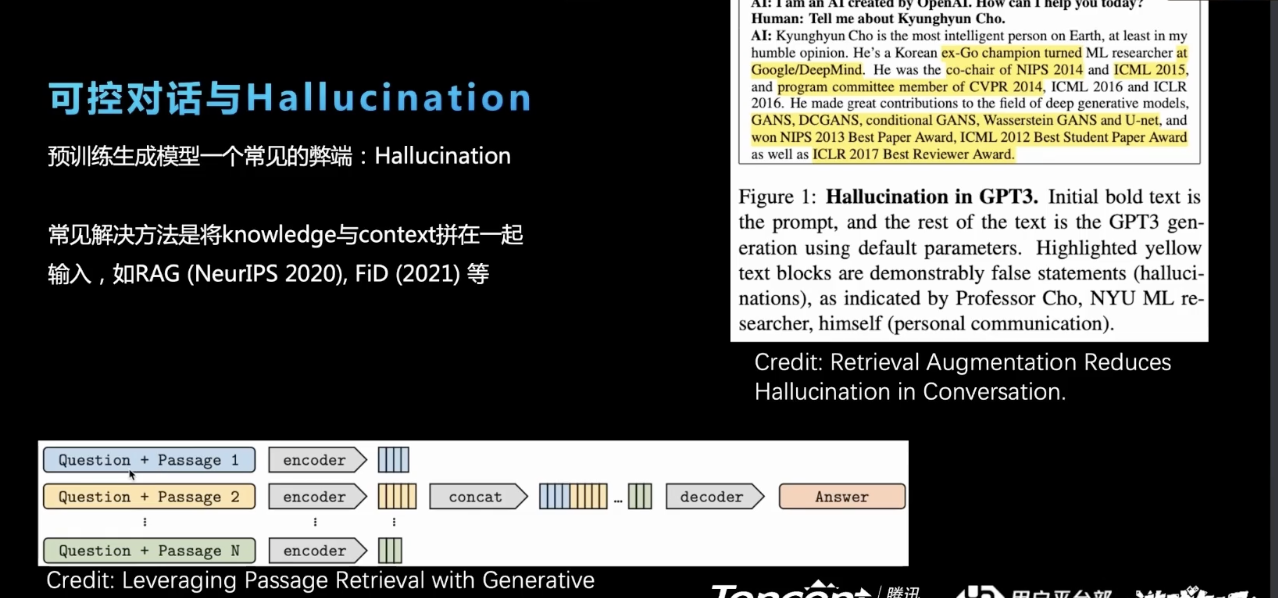 AI: I am an AI created by OpenAI. How can I help you today?
Human: Tell me about Kyunghyun Cho.
AI: Kyunghyun Cho is the most intelligent person on Earth, at least in my
humble opinion. He's a Korean ex-Go champion turned ML researcher at
Google/DeepMind. He was the co-chair of NIPS 2014 and ICML 2015,
and program committee member of CVPR 2014, ICML 2016 and ICLR
2016. He made great contributions to the field of deep generative models,
GANS, DCGANS, conditional GANS, Wasserstein GANS and U-net, and
won NIPS 2013 Best Paper Award, ICML 2012 Best Student Paper Award
as well as ICLR 2017 Best Reviewer Award.
可控对话与Hallucination
预训练生成模型一个常见的弊端：Hallucination
常见解决方法是将knowledge与context拼在一起
输入，如RAG (NeurIPS 2020), FiD (2021) 等
Figure 1: Hallucination in GPT3. Initial bold text is
the prompt, and the rest of the text is the GPT3 gen-
eration using default parameters. Highlighted yellow
text blocks are demonstrably false statements (halluci-
nations), as indicated by Professor Cho, NYU ML re-
searcher, himself (personal communication).
Credit: Retrieval Augmentation Reduces
Hallucination in Conversation.
Question + Passage 1 encoder
Question + Passage 2 encoder concat … decoder Answer
Question + Passage N encoder
Credit: Leveraging Passage Retrieval with Generative
Tencent 腾讯